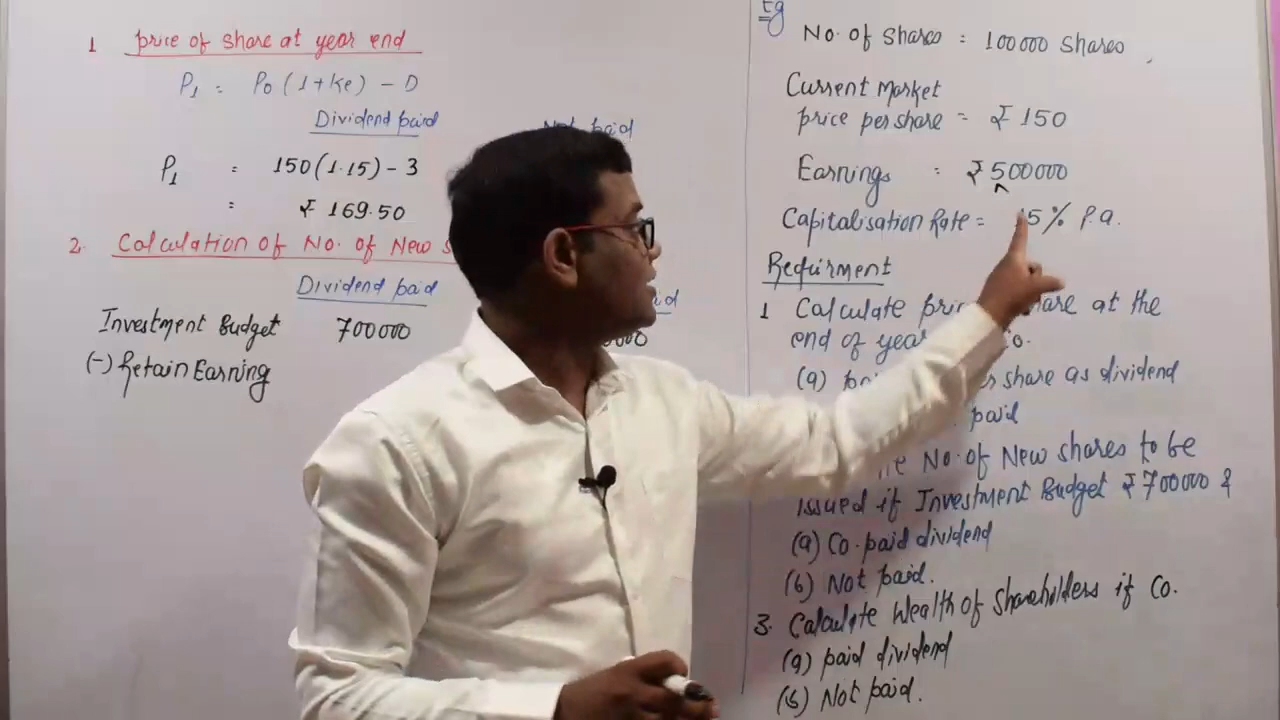 1 price of share at year end
P₁ = P0 (1+ke) - D
Dividend paid Not paid
P₁ = 150(1.15) - 3
= ₹ 169.50
2. Calculation of No. of New
Dividend paid
Investment Budget 700000
(-) Retain Earning
Eg
No. of shares = 100000 shares
Current Market
price per share = ₹ 150
Earnings = ₹ 500000
Capitalisation Rate = 15% P.a.
Requirment
1 Calculate share at the
end of year Co.
(a) share as dividend
paid
No. of New shares to be
issued if Investment Budget ₹ 700000 &
(a) Co. paid dividend
(b) Not paid.
3. Calculate wealth of shareholders if Co.
(a) paid dividend
(b) Not paid.